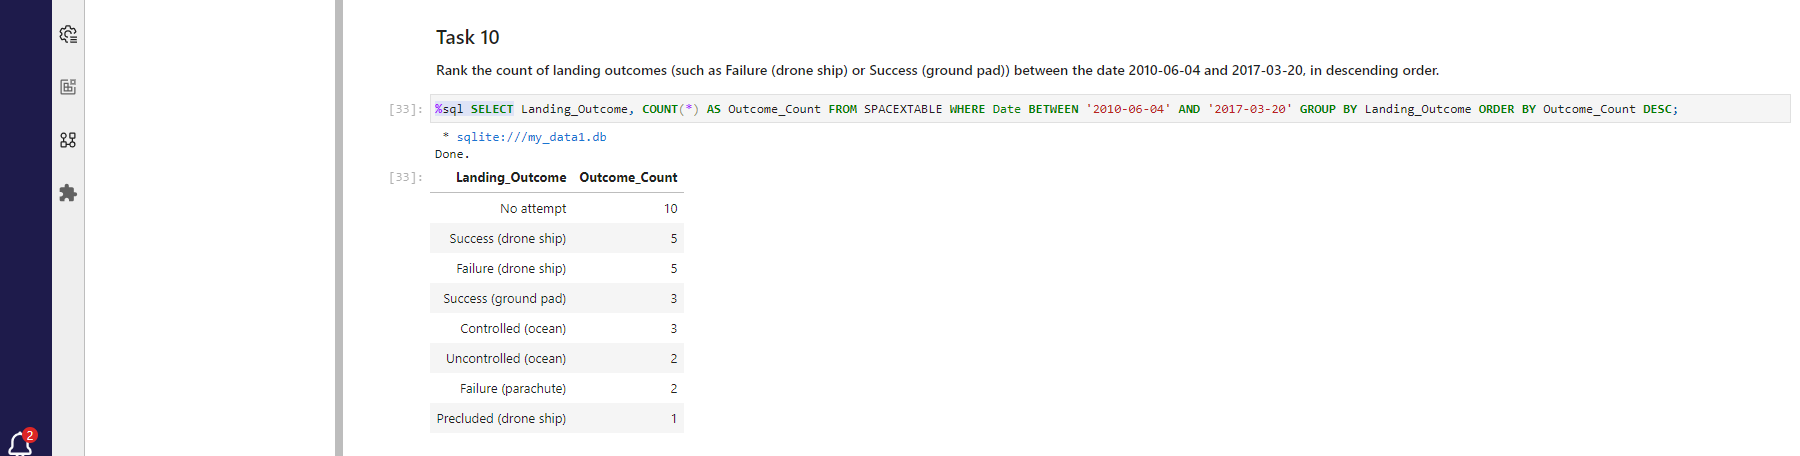 Task 10
Rank the count of landing outcomes (such as Failure (drone ship) or Success (ground pad)) between the date 2010-06-04 and 2017-03-20, in descending order.
[33]: %sql SELECT Landing_Outcome, COUNT(*) AS Outcome_Count FROM SPACEXTABLE WHERE Date BETWEEN '2010-06-04' AND '2017-03-20' GROUP BY Landing_Outcome ORDER BY Outcome_Count DESC;
* sqlite:///my_data1.db
Done.
[33]: Landing_Outcome Outcome_Count
No attempt 10
Success (drone ship) 5
Failure (drone ship) 5
Success (ground pad) 3
Controlled (ocean) 3
Uncontrolled (ocean) 2
Failure (parachute) 2
Precluded (drone ship) 1
2